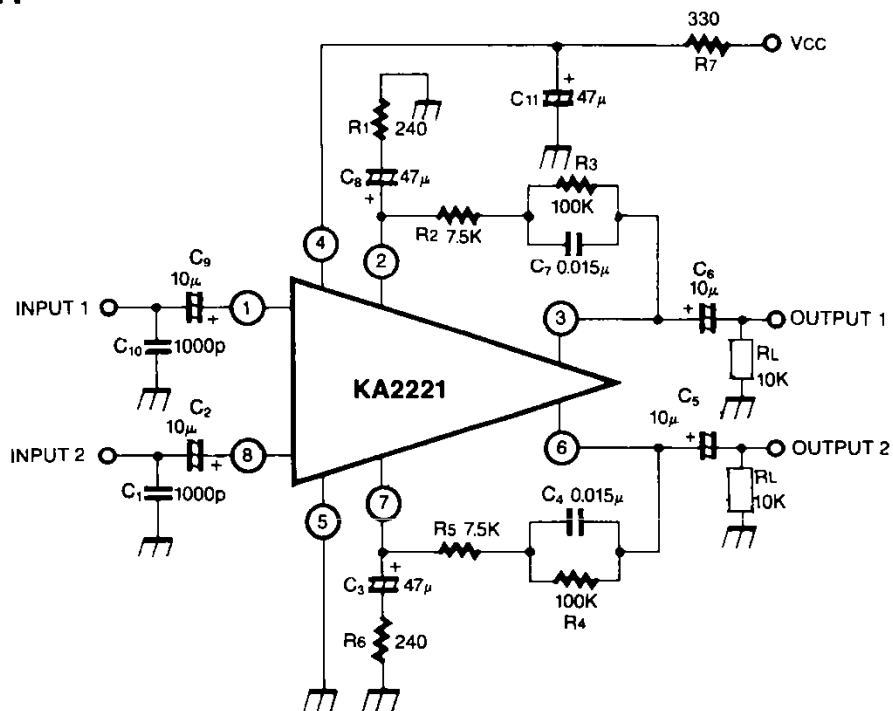 330
VCC
R7
+
C11 47μ
R1 240
C8 47μ
+
R3
100K
R2 7.5K
C7 0.015μ
4
2
C9
10μ
+
INPUT 1
1
C10 1000p
3
C6
10μ
+
OUTPUT 1
RL
10K
KA2221
C2
10μ
+
INPUT 2
8
C1 1000p
C5
10μ
+
6
OUTPUT 2
RL
10K
5
7
C4 0.015μ
R5 7.5K
+
C3 47μ
100K
R4
R6 240